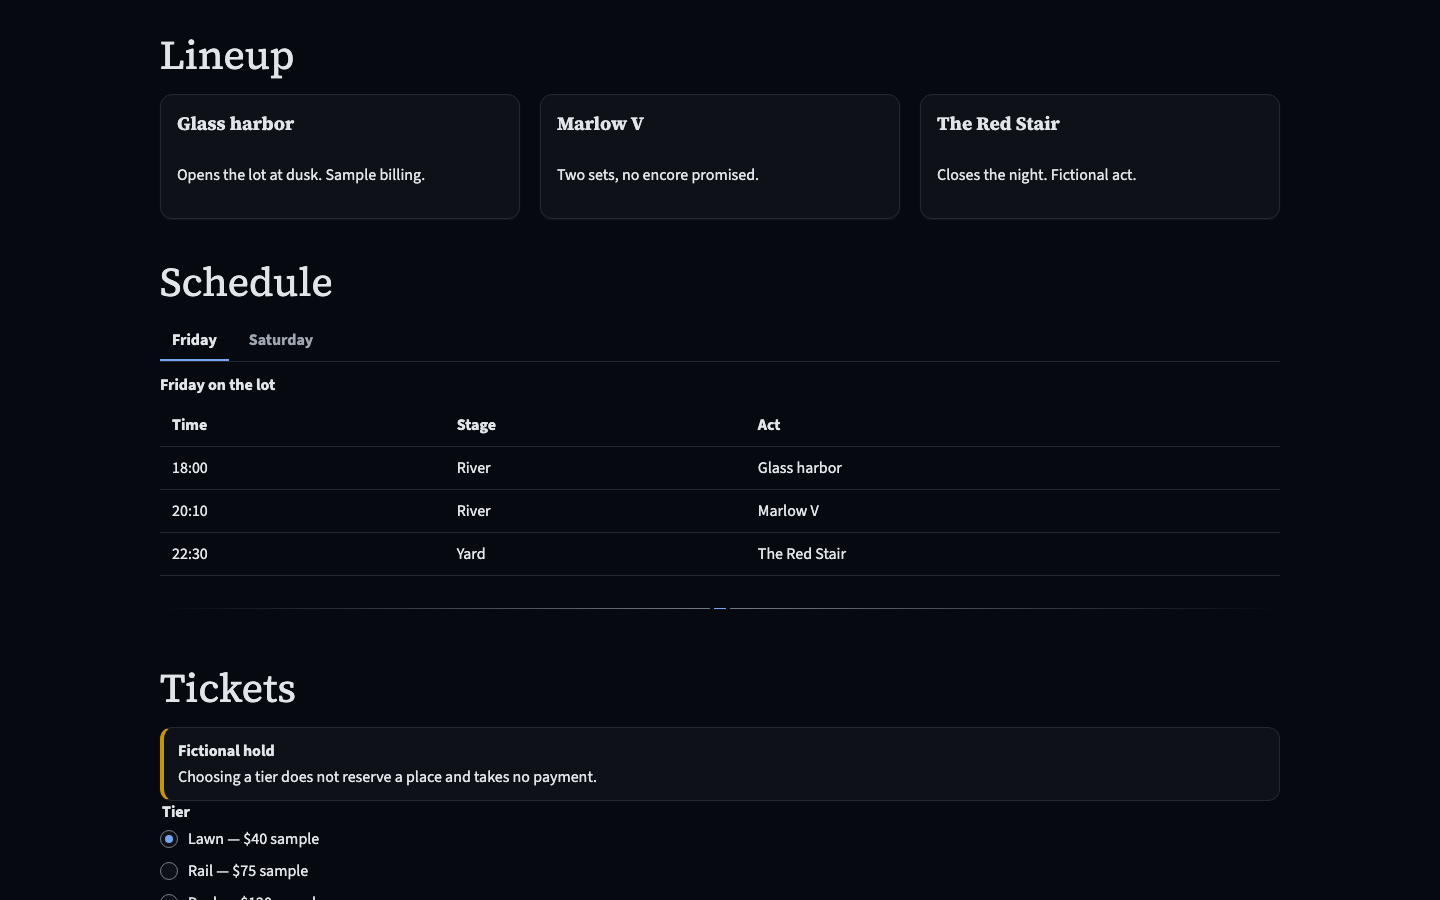 Lineup
Glass harbor
Opens the lot at dusk. Sample billing.
Marlow V
Two sets, no encore promised.
The Red Stair
Closes the night. Fictional act.
Schedule
Friday Saturday
Friday on the lot
Time Stage Act
18:00 River Glass harbor
20:10 River Marlow V
22:30 Yard The Red Stair
Tickets
Fictional hold
Choosing a tier does not reserve a place and takes no payment.
Tier
Lawn — $40 sample
Rail — $75 sample